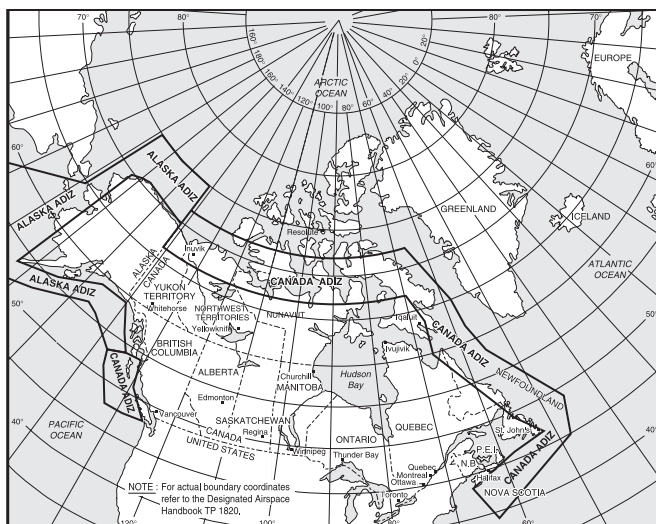 70°
80°
80°
70°
60°
50°
40°
160°
160°
140°
120°
100°
80°
60°
40°
20°
0°
20°
ARCTIC
OCEAN
EUROPE
ALASKA ADIZ
ALASKA ADIZ
GREENLAND
ICELAND
Resolute
Inuvik
ALASKA
CANADA
CANADA ADIZ
ATLANTIC
OCEAN
ALASKA ADIZ
YUKON
TERRITORY
Whitehorse
NORTHWEST
TERRITORIES
Yellowknife
NUNAVUT
Iqaluit
CANADA ADIZ
BRITISH
COLUMBIA
Ivujivik
CANADA ADIZ
ALBERTA
Churchill
MANITOBA
Hudson
Bay
NEWFOUNDLAND
Edmonton
SASKATCHEWAN
Vancouver
PACIFIC
OCEAN
CANADA
UNITED STATES
Regina
Winnipeg
ONTARIO
QUEBEC
St. John's
Thunder Bay
P.E.I.
N.B.
CANADA ADIZ
Quebec
Montreal
Ottawa
Halifax
Toronto
NOVA SCOTIA
NOTE : For actual boundary coordinates
refer to the Designated Airspace
Handbook TP 1820.
60°
50°
40°
120°
100°
80°
60°